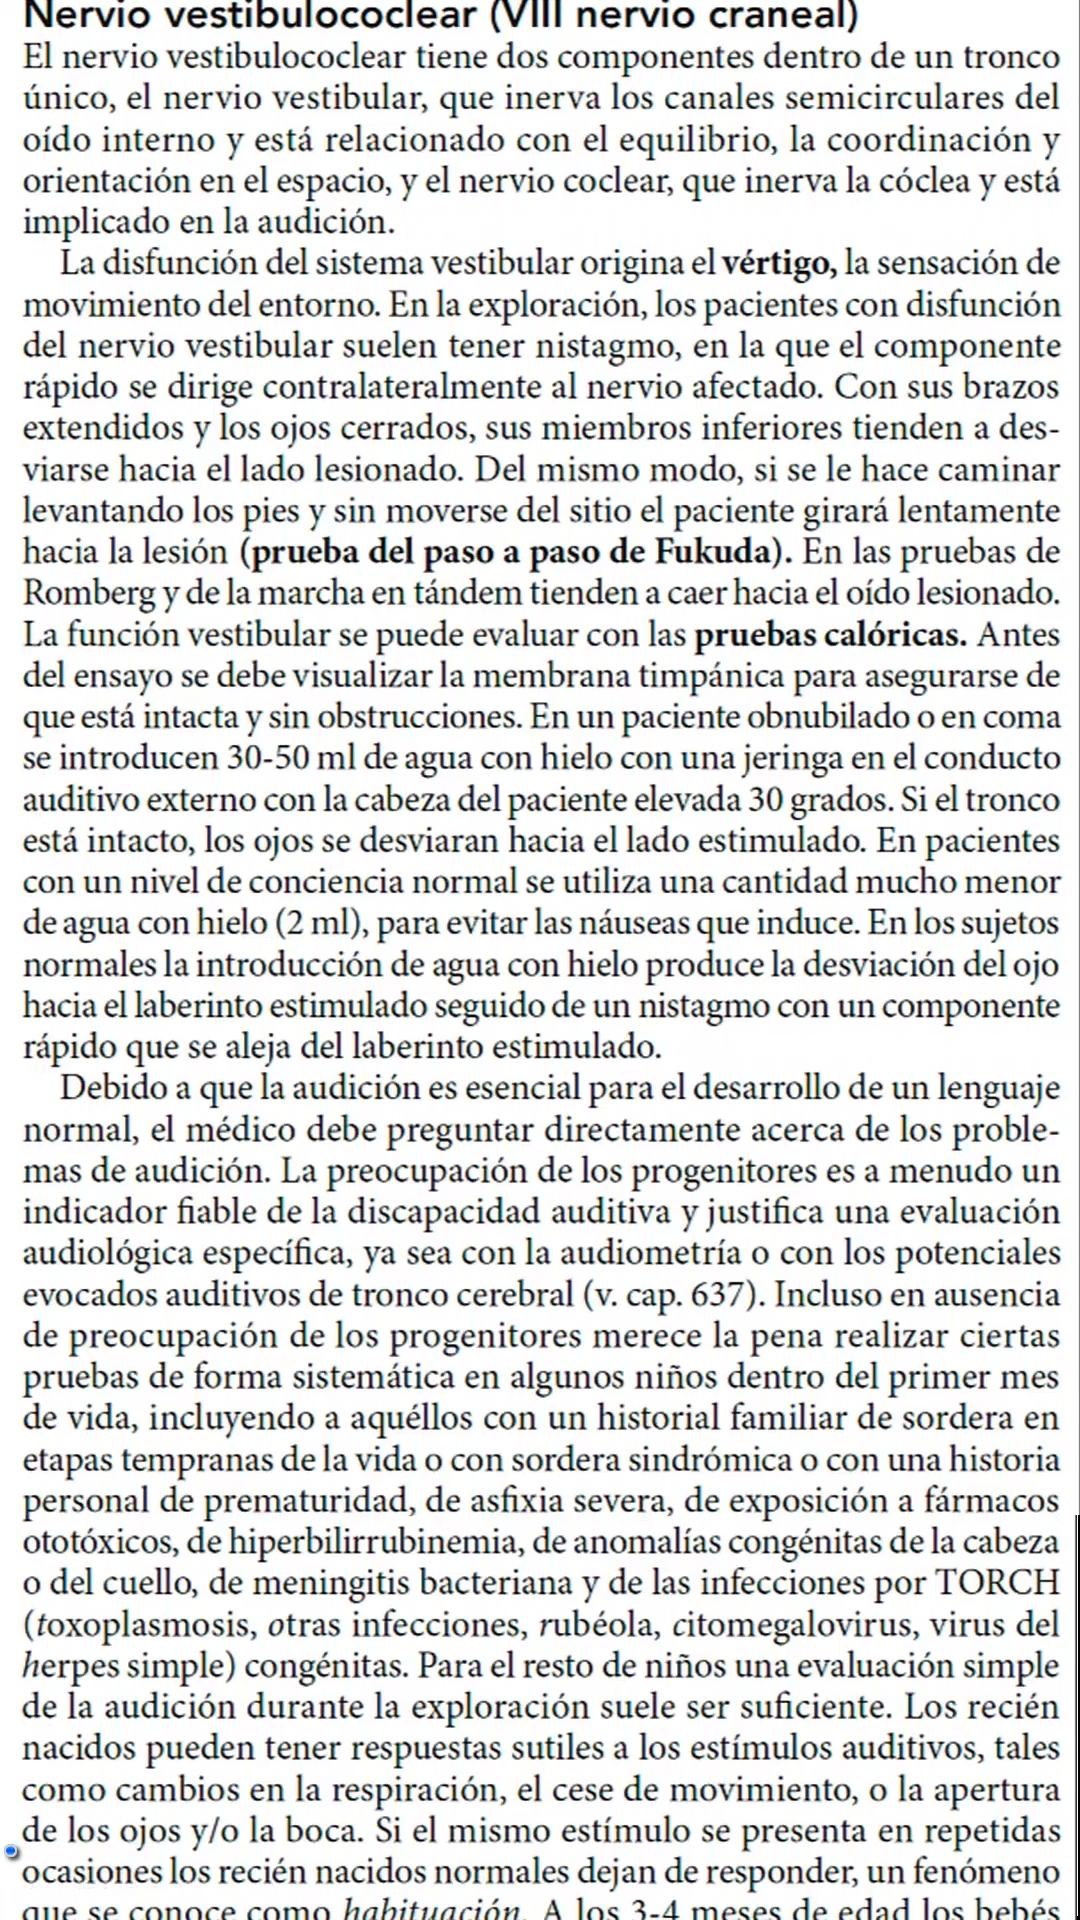 Nervio vestibulococlear (VIII nervio craneal)
El nervio vestibulococlear tiene dos componentes dentro de un tronco
único, el nervio vestibular, que inerva los canales semicirculares del
oído interno y está relacionado con el equilibrio, la coordinación y
orientación en el espacio, y el nervio coclear, que inerva la cóclea y está
implicado en la audición.
La disfunción del sistema vestibular origina el vértigo, la sensación de
movimiento del entorno. En la exploración, los pacientes con disfunción
del nervio vestibular suelen tener nistagmo, en la que el componente
rápido se dirige contralateralmente al nervio afectado. Con sus brazos
extendidos y los ojos cerrados, sus miembros inferiores tienden a des-
viarse hacia el lado lesionado. Del mismo modo, si se le hace caminar
levantando los pies y sin moverse del sitio el paciente girará lentamente
hacia la lesión (prueba del paso a paso de Fukuda). En las pruebas de
Romberg y de la marcha en tándem tienden a caer hacia el oído lesionado.
La función vestibular se puede evaluar con las pruebas calóricas. Antes
del ensayo se debe visualizar la membrana timpánica para asegurarse de
que está intacta y sin obstrucciones. En un paciente obnubilado o en coma
se introducen 30-50 ml de agua con hielo con una jeringa en el conducto
auditivo externo con la cabeza del paciente elevada 30 grados. Si el tronco
está intacto, los ojos se desviaran hacia el lado estimulado. En pacientes
con un nivel de conciencia normal se utiliza una cantidad mucho menor
de agua con hielo (2 ml), para evitar las náuseas que induce. En los sujetos
normales la introducción de agua con hielo produce la desviación del ojo
hacia el laberinto estimulado seguido de un nistagmo con un componente
rápido que se aleja del laberinto estimulado.
Debido a que la audición es esencial para el desarrollo de un lenguaje
normal, el médico debe preguntar directamente acerca de los proble-
mas de audición. La preocupación de los progenitores es a menudo un
indicador fiable de la discapacidad auditiva y justifica una evaluación
audiológica específica, ya sea con la audiometría o con los potenciales
evocados auditivos de tronco cerebral (v. cap. 637). Incluso en ausencia
de preocupación de los progenitores merece la pena realizar ciertas
pruebas de forma sistemática en algunos niños dentro del primer mes
de vida, incluyendo a aquéllos con un historial familiar de sordera en
etapas tempranas de la vida o con sordera sindrómica o con una historia
personal de prematuridad, de asfixia severa, de exposición a fármacos
ototóxicos, de hiperbilirrubinemia, de anomalías congénitas de la cabeza
o del cuello, de meningitis bacteriana y de las infecciones por TORCH
(toxoplasmosis, otras infecciones, rubéola, citomegalovirus, virus del
herpes simple) congénitas. Para el resto de niños una evaluación simple
de la audición durante la exploración suele ser suficiente. Los recién
nacidos pueden tener respuestas sutiles a los estímulos auditivos, tales
como cambios en la respiración, el cese de movimiento, o la apertura
de los ojos y/o la boca. Si el mismo estímulo se presenta en repetidas
ocasiones los recién nacidos normales dejan de responder, un fenómeno
que se conoce como habituación. A los 3-4 meses de edad los bebés